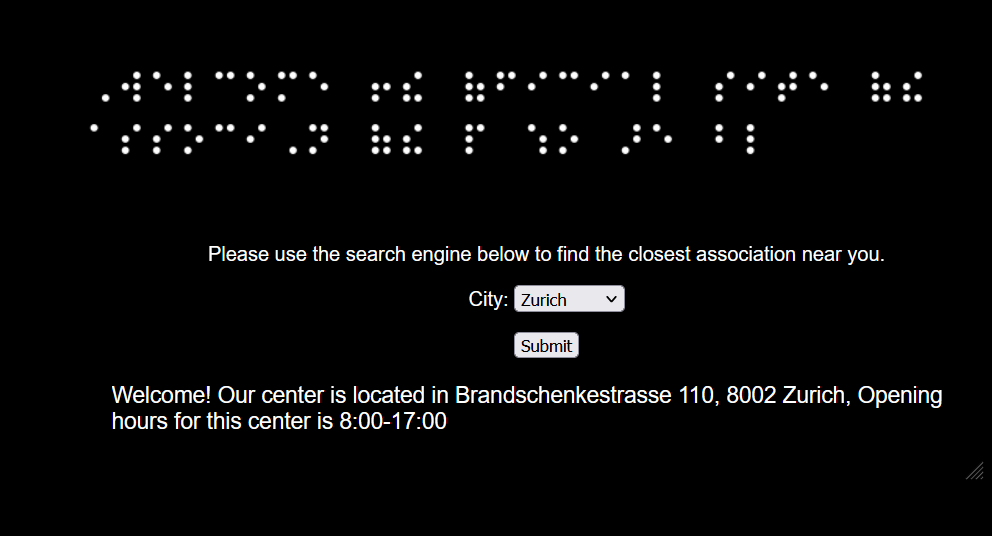 ⠠⠺⠑⠇⠉⠕⠍⠑ ⠖⠮ ⠷⠋⠊⠉⠊⠁⠇ ⠎⠊⠞⠑ ⠷⠮
⠁⠎⠎⠕⠉⠊⠠⠝ ⠷⠮ ⠏ ⠱⠕ ⠜⠑ ⠃⠇
Please use the search engine below to find the closest association near you.
City: Zurich
Submit
Welcome! Our center is located in Brandschenkestrasse 110, 8002 Zurich, Opening
hours for this center is 8:00-17:00